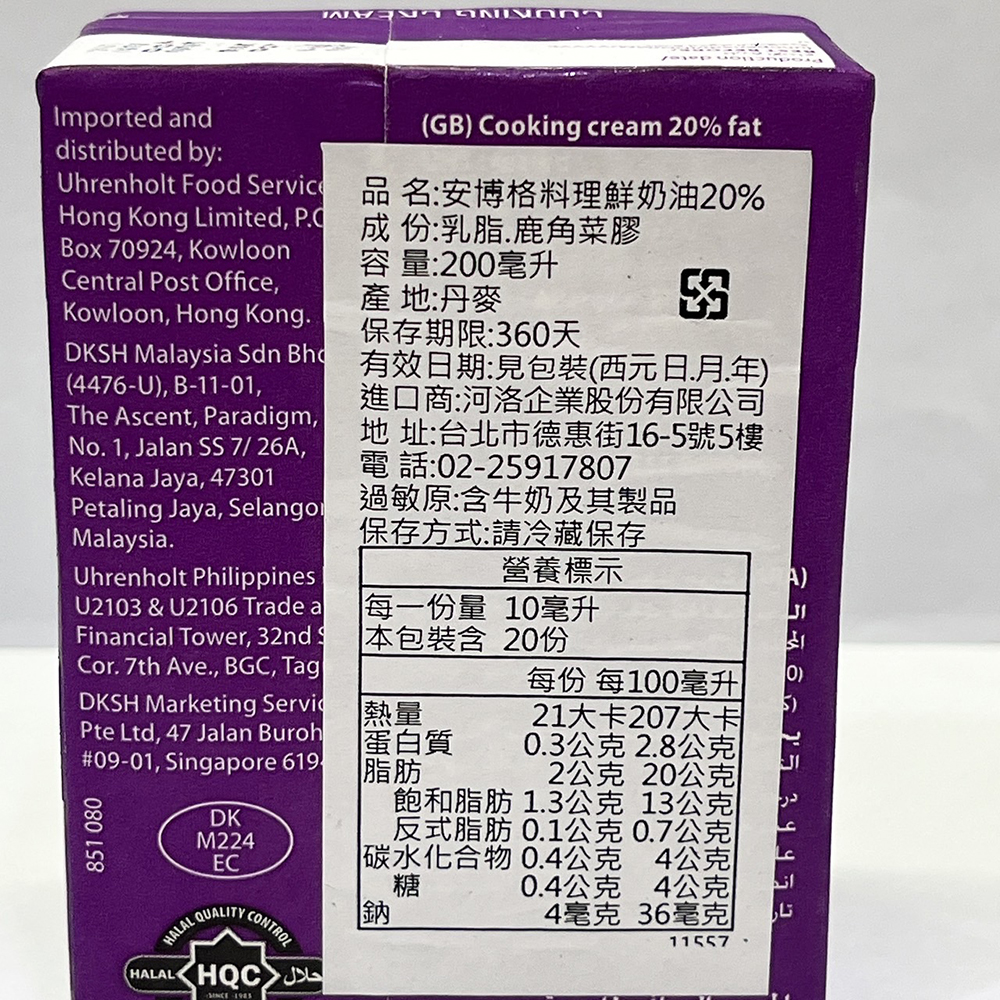 COOKING CREAM
Production date/
Imported and
distributed by:
Uhrenholt Food Service
Hong Kong Limited, P.O
Box 70924, Kowloon
Central Post Office,
Kowloon, Hong Kong.
DKSH Malaysia Sdn Bhd
(4476-U), B-11-01,
The Ascent, Paradigm,
No. 1, Jalan SS 7/ 26A,
Kelana Jaya, 47301
Petaling Jaya, Selangor
Malaysia.
Uhrenholt Philippines
U2103 & U2106 Trade a
Financial Tower, 32nd S
Cor. 7th Ave., BGC, Tag
DKSH Marketing Servic
Pte Ltd, 47 Jalan Buroh
#09-01, Singapore 619
851 080
DK
M224
EC
HALAL QUALITY CONTROL
HALAL HQC حلال
SINCE 1983
(GB) Cooking cream 20% fat
品 名:安博格料理鮮奶油20%
成 份:乳脂.鹿角菜膠
容 量:200毫升
產 地:丹麥
保存期限:360天
有效日期:見包裝(西元日.月.年)
進口商:河洛企業股份有限公司
地 址:台北市德惠街16-5號5樓
電 話:02-25917807
過敏原:含牛奶及其製品
保存方式:請冷藏保存
營養標示
每一份量 10毫升
本包裝含 20份
每份 每100毫升
熱量 21大卡 207大卡
蛋白質 0.3公克 2.8公克
脂肪 2公克 20公克
飽和脂肪 1.3公克 13公克
反式脂肪 0.1公克 0.7公克
碳水化合物 0.4公克 4公克
糖 0.4公克 4公克
鈉 4毫克 36毫克
11557